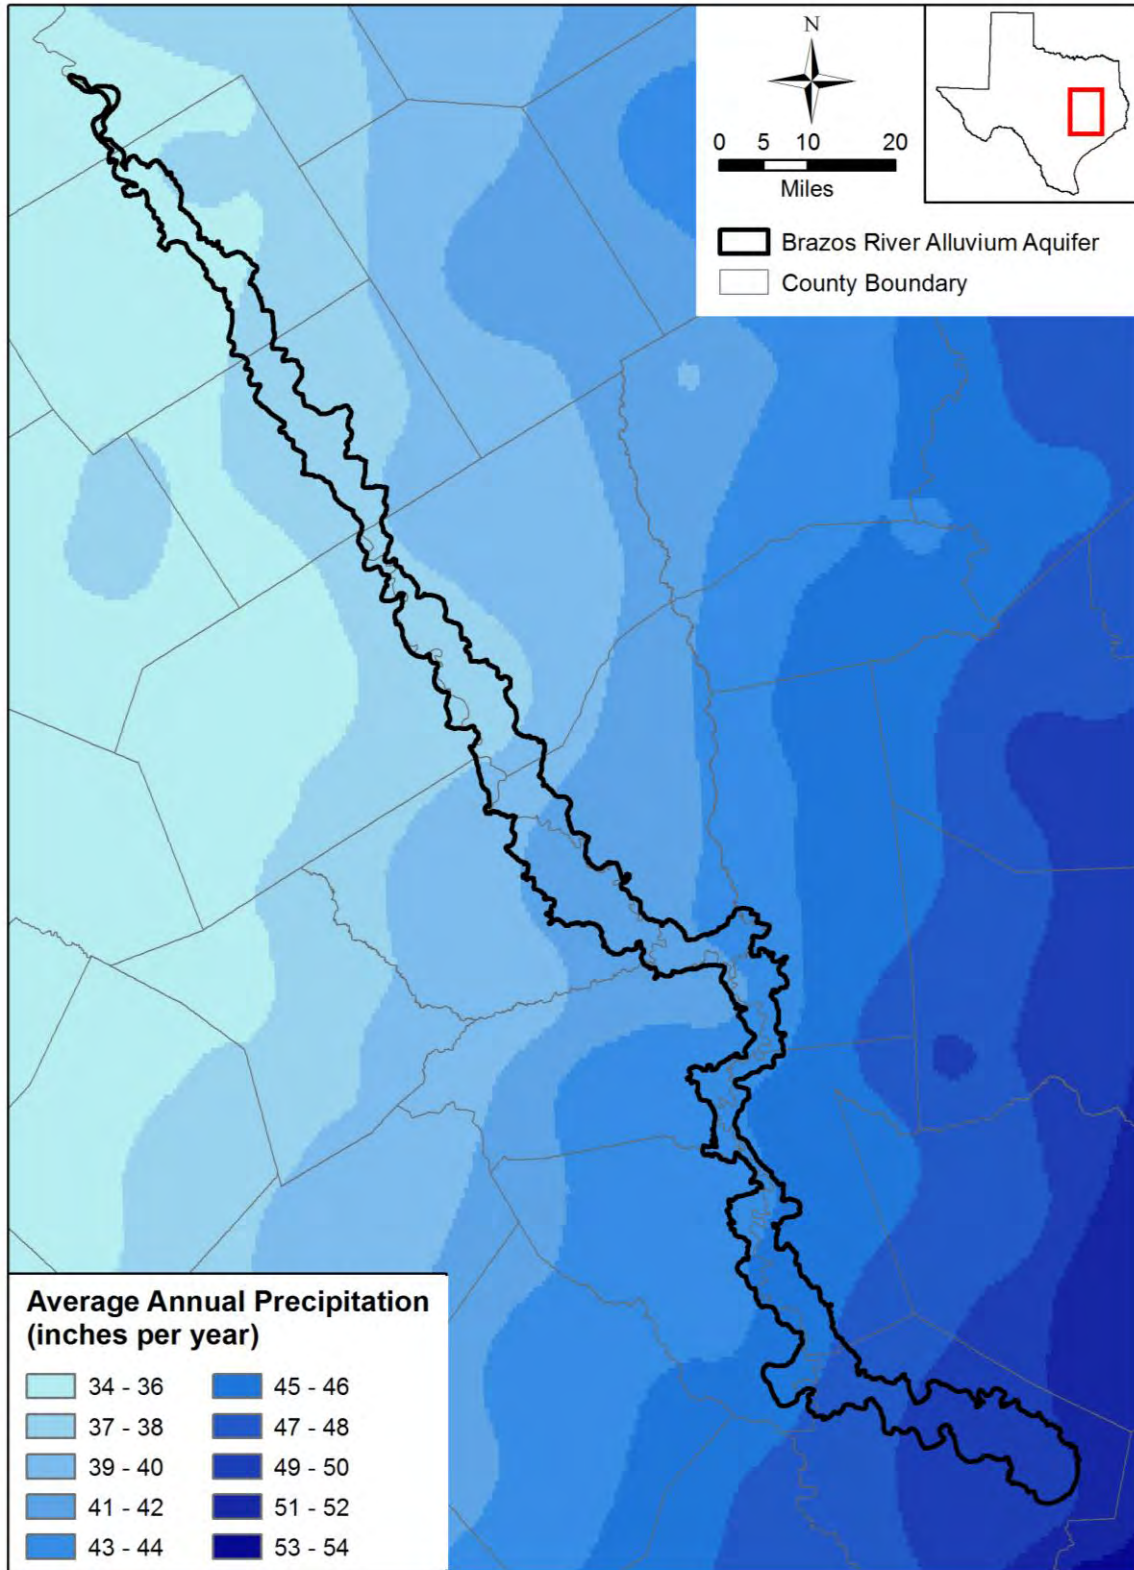 N
0 5 10 20
Miles
Brazos River Alluvium Aquifer
County Boundary
Average Annual Precipitation
(inches per year)
34 - 36
37 - 38
39 - 40
41 - 42
43 - 44
45 - 46
47 - 48
49 - 50
51 - 52
53 - 54